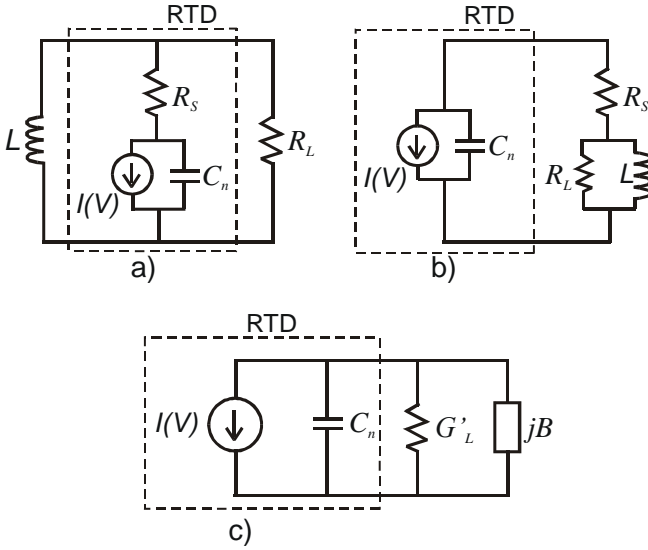 RTD
L
R_S
I(V)
C_n
R_L
a)
RTD
I(V)
C_n
R_S
R_L
L
b)
RTD
I(V)
C_n
G'_L
jB
c)